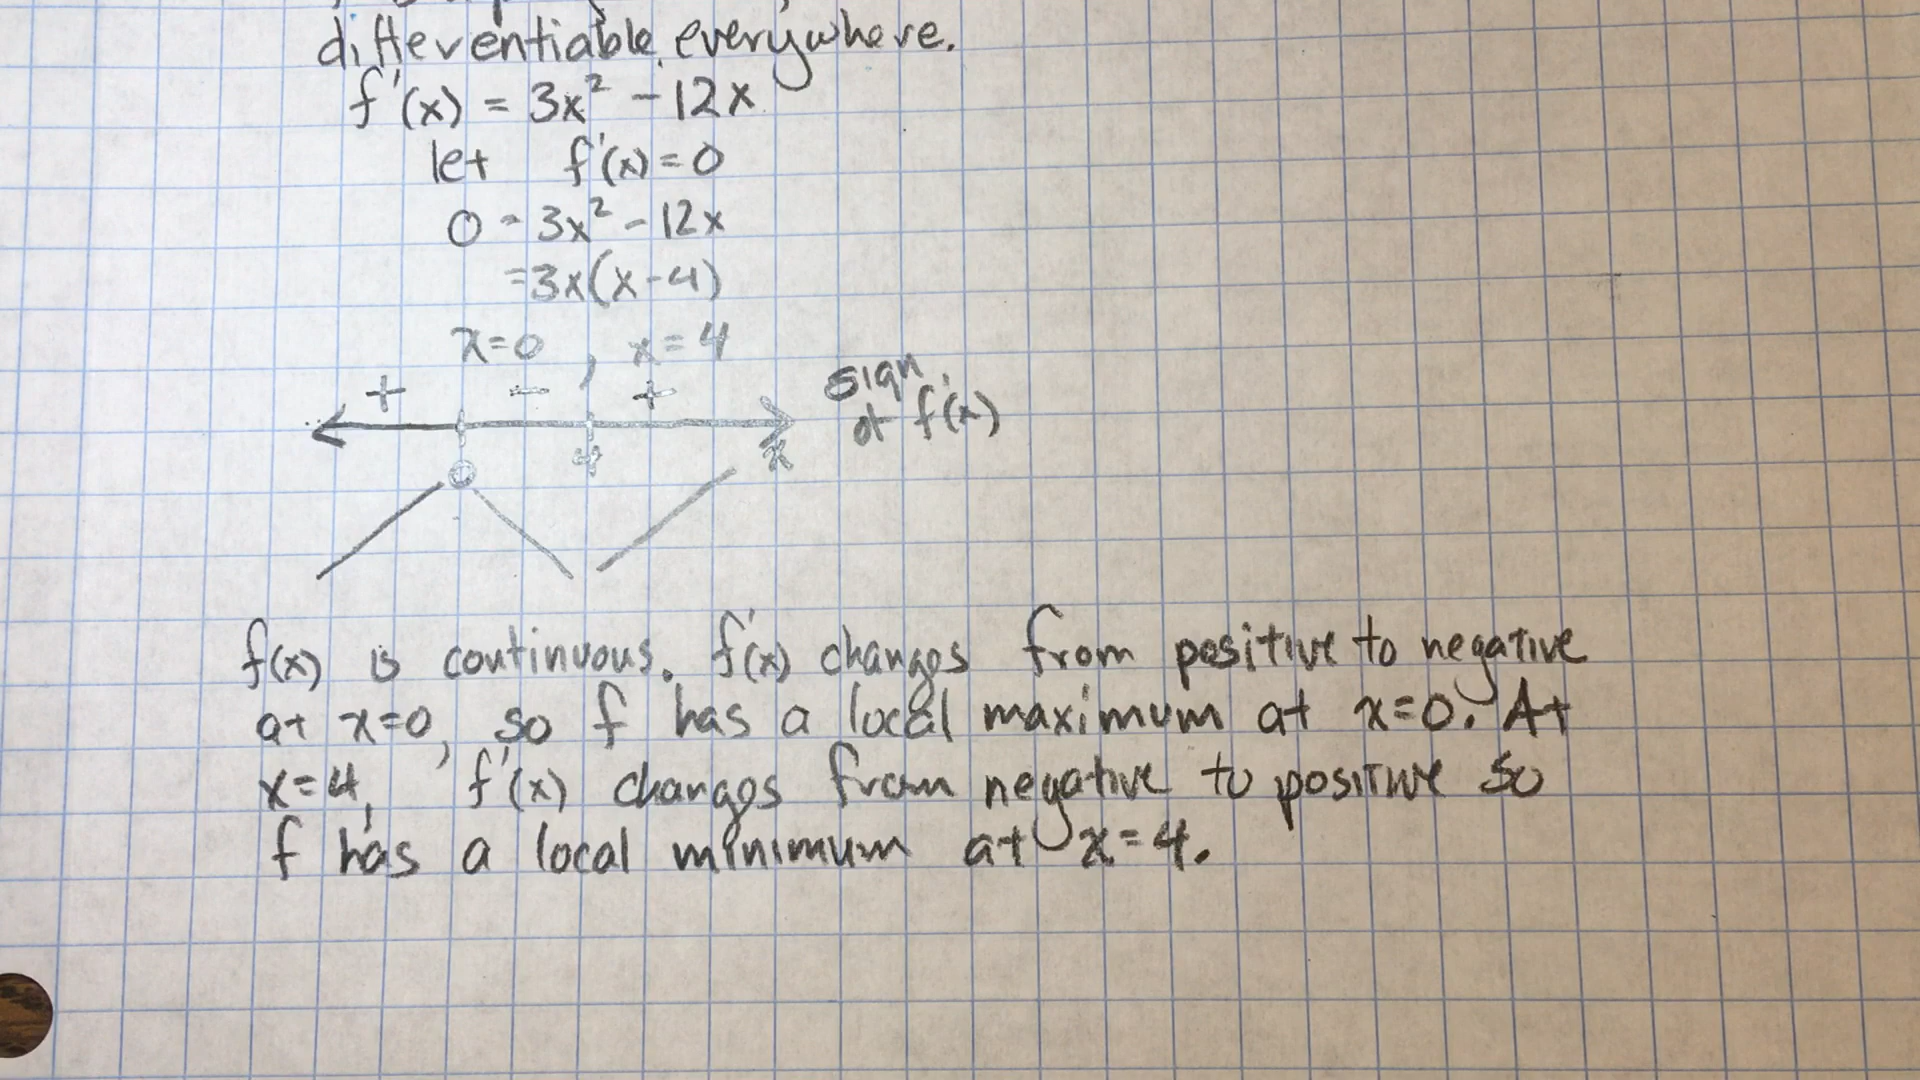 differentiable everywhere.
f'(x) = 3x² - 12x
let f'(x) = 0
0 = 3x² - 12x
= 3x(x-4)
x=0 , x=4
+ - + sign
of f'(x)
0 4 x
f(x) is continuous. f'(x) changes from positive to negative
at x=0, so f has a local maximum at x=0. At
x=4, f'(x) changes from negative to positive so
f has a local minimum at x=4.